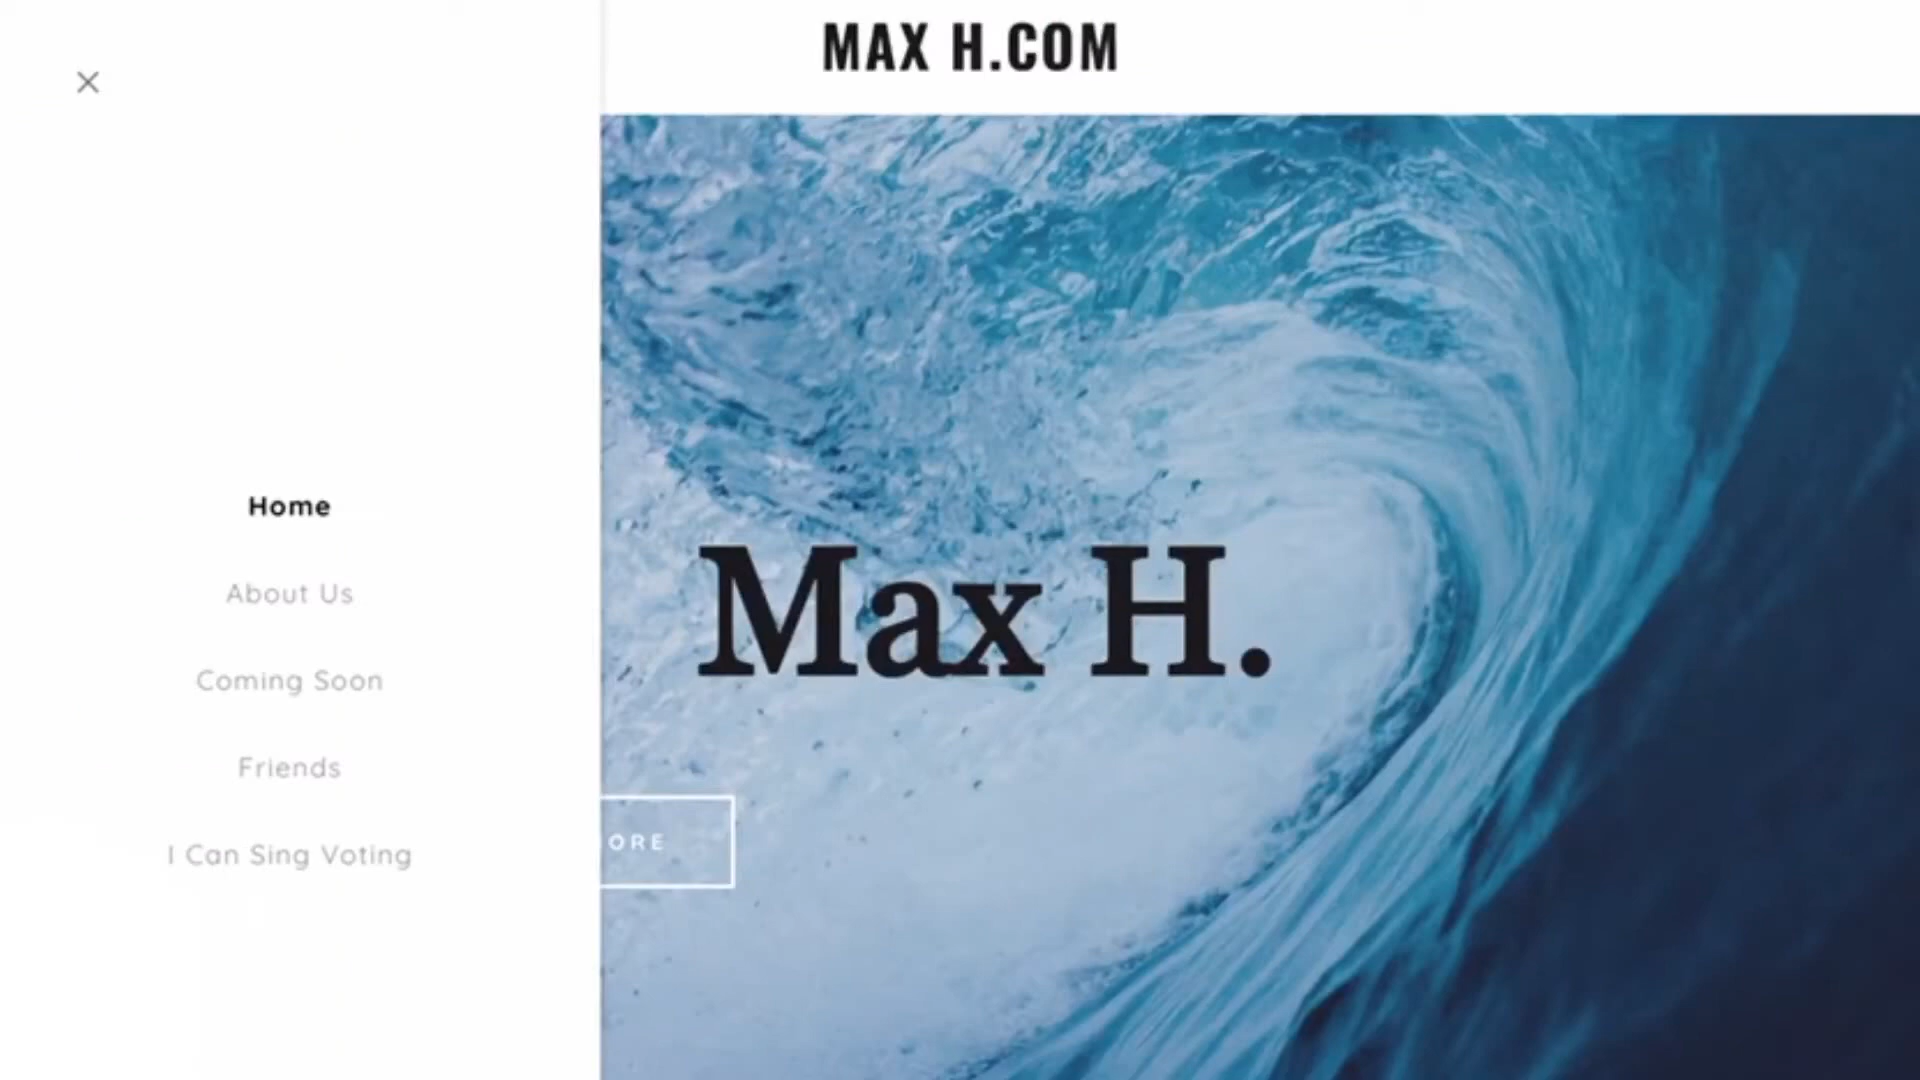 MAX H.COM
Home
About Us
Coming Soon
Friends
I Can Sing Voting
Max H.
ORE